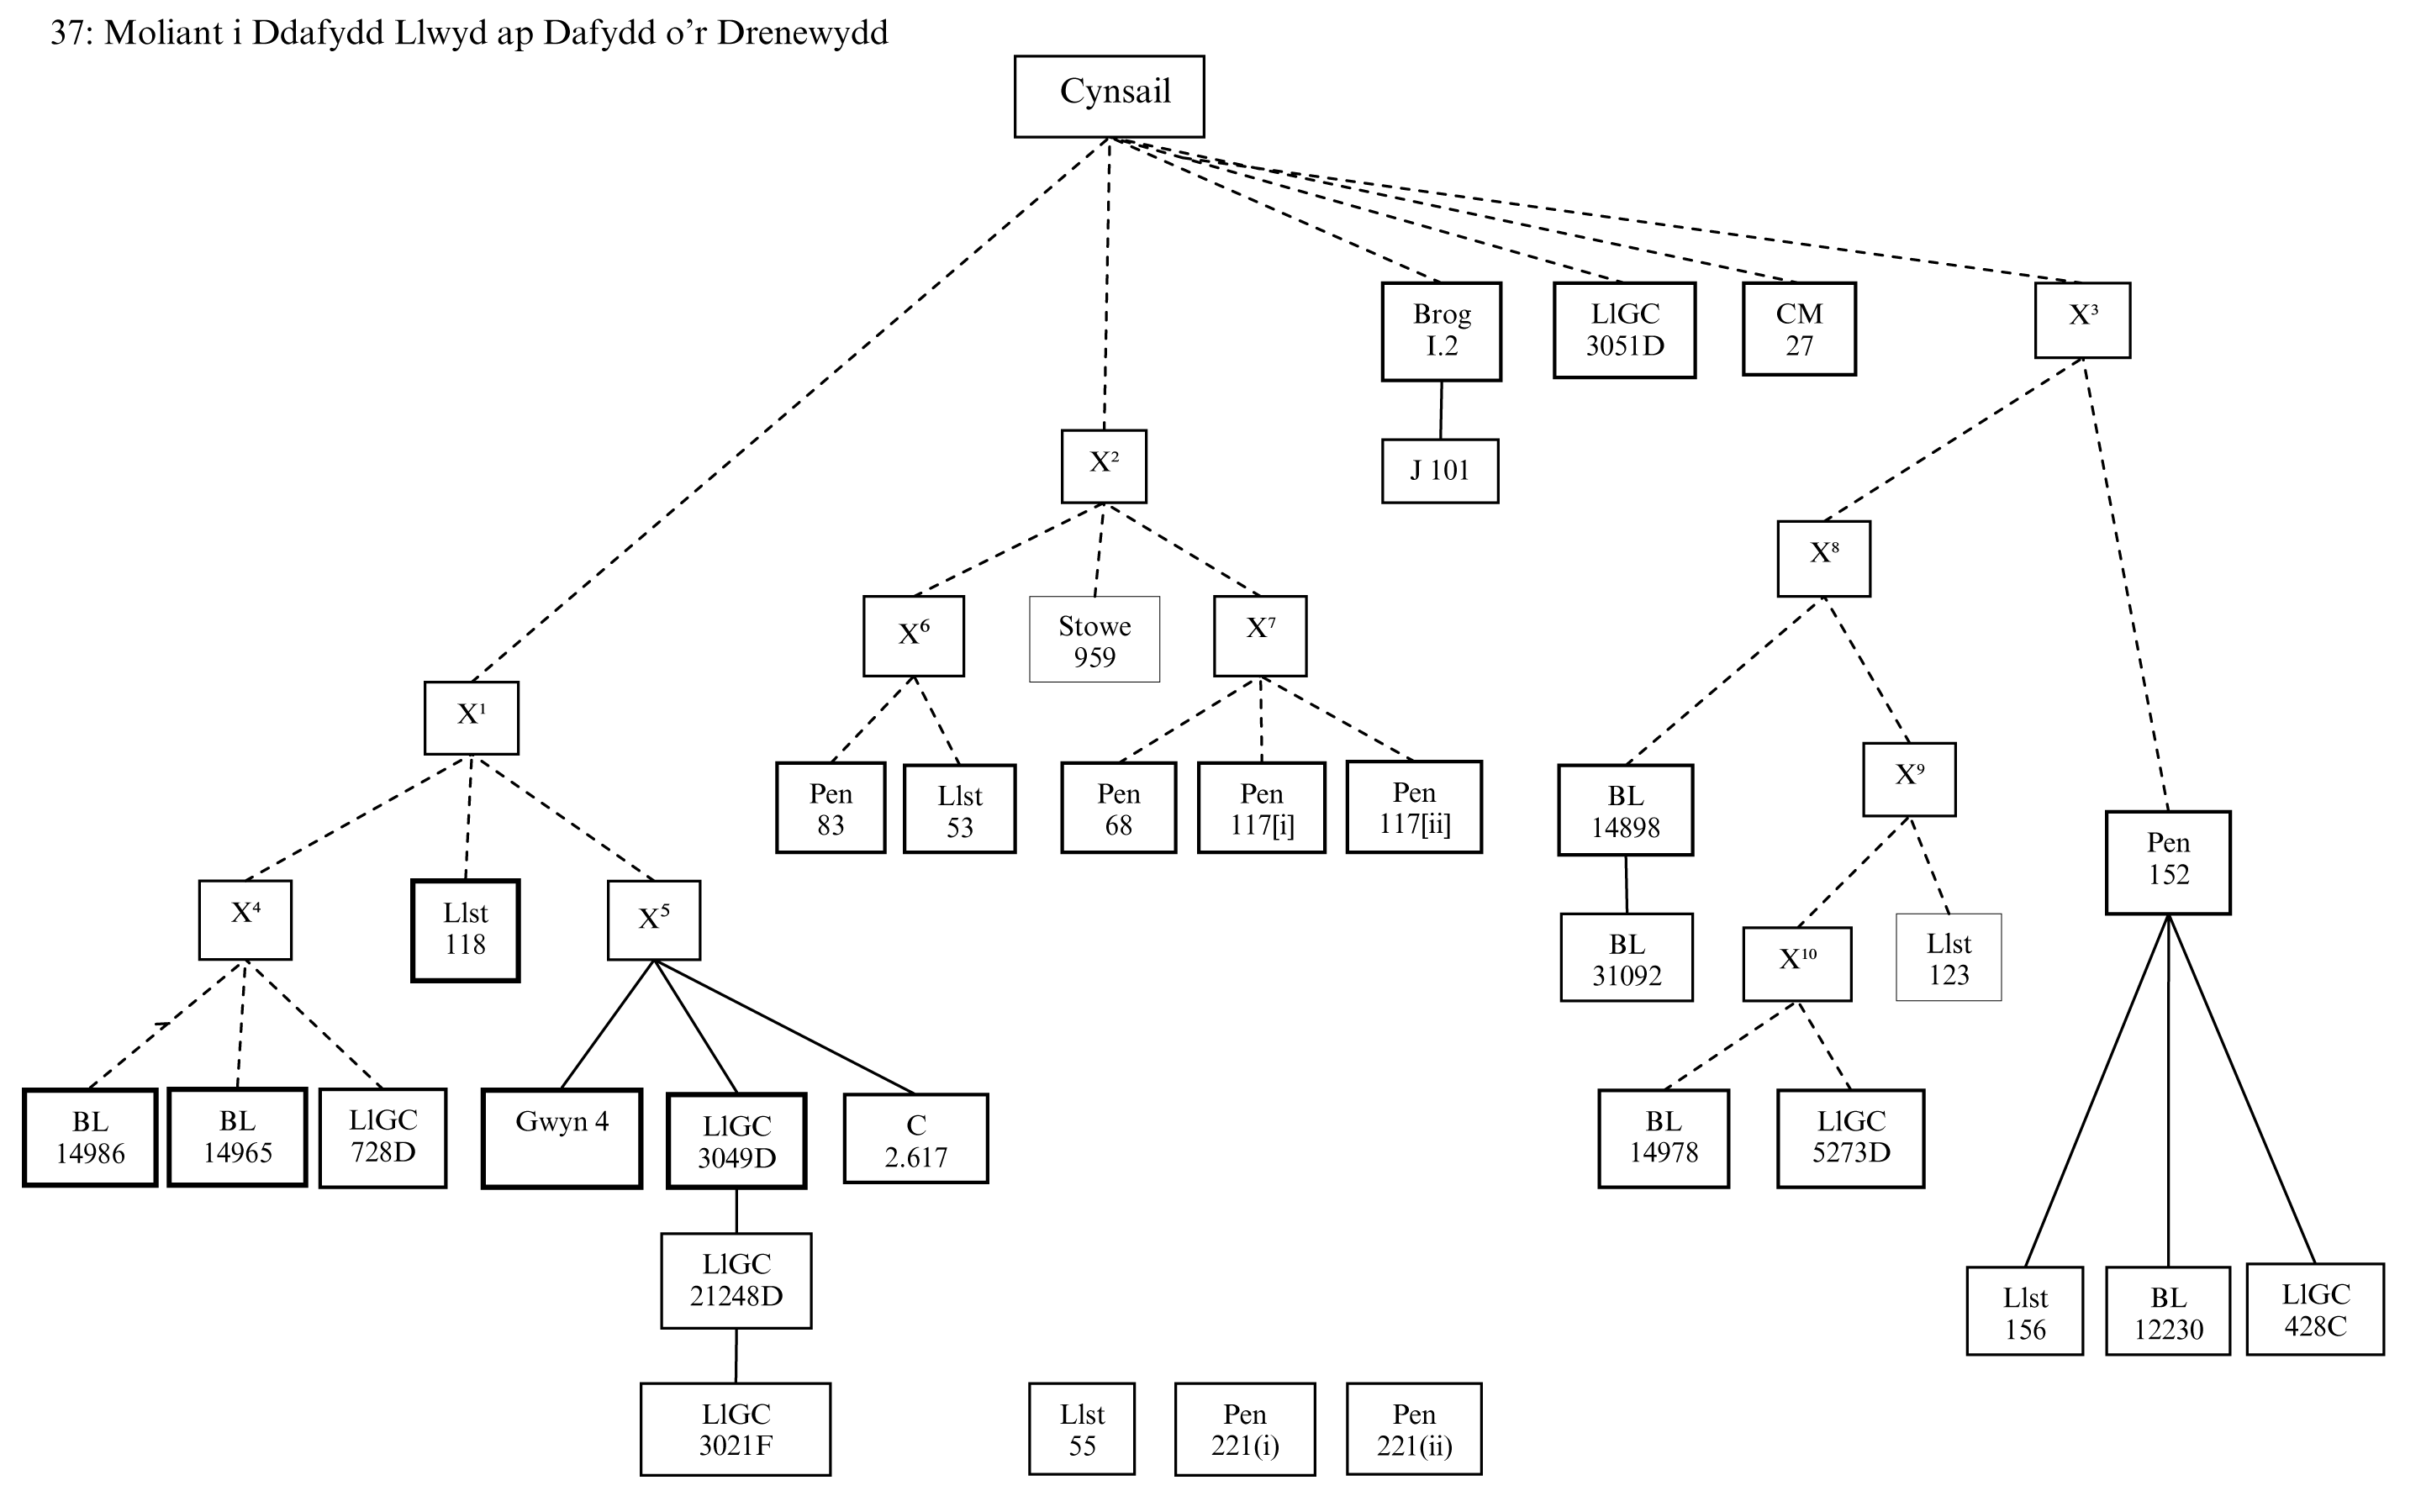 37: Moliant i Ddafydd Llwyd ap Dafydd o’r Drenewydd
Cynsail
Brog
I.2
LlGC
3051D
CM
27
X³
X²
J 101
X⁸
X⁶
Stowe
959
X⁷
X¹
Pen
83
Llst
53
Pen
68
Pen
117[i]
Pen
117[ii]
BL
14898
X⁹
Pen
152
X⁴
Llst
118
X⁵
BL
31092
X¹⁰
Llst
123
BL
14986
BL
14965
LlGC
728D
Gwyn 4
LlGC
3049D
C
2.617
BL
14978
LlGC
5273D
LlGC
21248D
Llst
156
BL
12230
LlGC
428C
LlGC
3021F
Llst
55
Pen
221(i)
Pen
221(ii)